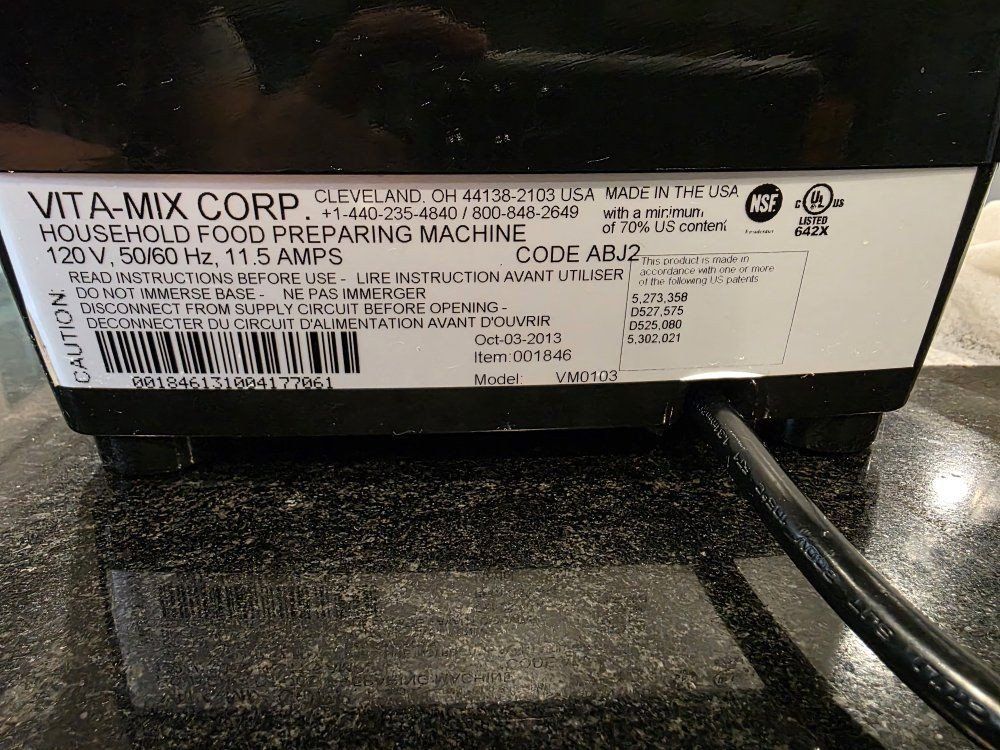 VITA-MIX CORP.
CLEVELAND, OH 44138-2103 USA
+1-440-235-4840 / 800-848-2649
MADE IN THE USA
with a minimum
of 70% US content
NSF.
C UL US
LISTED
642X
HOUSEHOLD FOOD PREPARING MACHINE
120 V, 50/60 Hz, 11.5 AMPS
CODE ABJ2
CAUTION:
READ INSTRUCTIONS BEFORE USE - LIRE INSTRUCTION AVANT UTILISER
DO NOT IMMERSE BASE - NE PAS IMMERGER
DISCONNECT FROM SUPPLY CIRCUIT BEFORE OPENING -
DECONNECTER DU CIRCUIT D'ALIMENTATION AVANT D'OUVRIR
This product is made in
accordance with one or more
of the following US patents
5,273,358
D527,575
D525,080
5,302,021
Oct-03-2013
Item:001846
Model: VM0103
001846131004177061